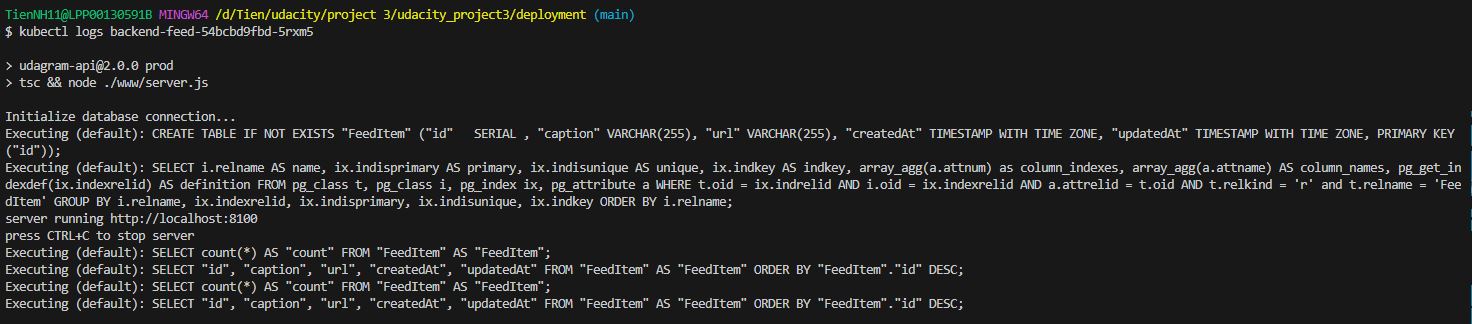 TienNH11@LPP00130591B MINGW64 /d/Tien/udacity/project 3/udacity_project3/deployment (main)
$ kubectl logs backend-feed-54bcbd9fbd-5rxm5
> udagram-api@2.0.0 prod
> tsc && node ./www/server.js
Initialize database connection...
Executing (default): CREATE TABLE IF NOT EXISTS "FeedItem" ("id"   SERIAL , "caption" VARCHAR(255), "url" VARCHAR(255), "createdAt" TIMESTAMP WITH TIME ZONE, "updatedAt" TIMESTAMP WITH TIME ZONE, PRIMARY KEY
("id"));
Executing (default): SELECT i.relname AS name, ix.indisprimary AS primary, ix.indisunique AS unique, ix.indkey AS indkey, array_agg(a.attnum) as column_indexes, array_agg(a.attname) AS column_names, pg_get_in
dexdef(ix.indexrelid) AS definition FROM pg_class t, pg_class i, pg_index ix, pg_attribute a WHERE t.oid = ix.indrelid AND i.oid = ix.indexrelid AND a.attrelid = t.oid AND t.relkind = 'r' and t.relname = 'Fee
dItem' GROUP BY i.relname, ix.indexrelid, ix.indisprimary, ix.indisunique, ix.indkey ORDER BY i.relname;
server running http://localhost:8100
press CTRL+C to stop server
Executing (default): SELECT count(*) AS "count" FROM "FeedItem" AS "FeedItem";
Executing (default): SELECT "id", "caption", "url", "createdAt", "updatedAt" FROM "FeedItem" AS "FeedItem" ORDER BY "FeedItem"."id" DESC;
Executing (default): SELECT count(*) AS "count" FROM "FeedItem" AS "FeedItem";
Executing (default): SELECT "id", "caption", "url", "createdAt", "updatedAt" FROM "FeedItem" AS "FeedItem" ORDER BY "FeedItem"."id" DESC;